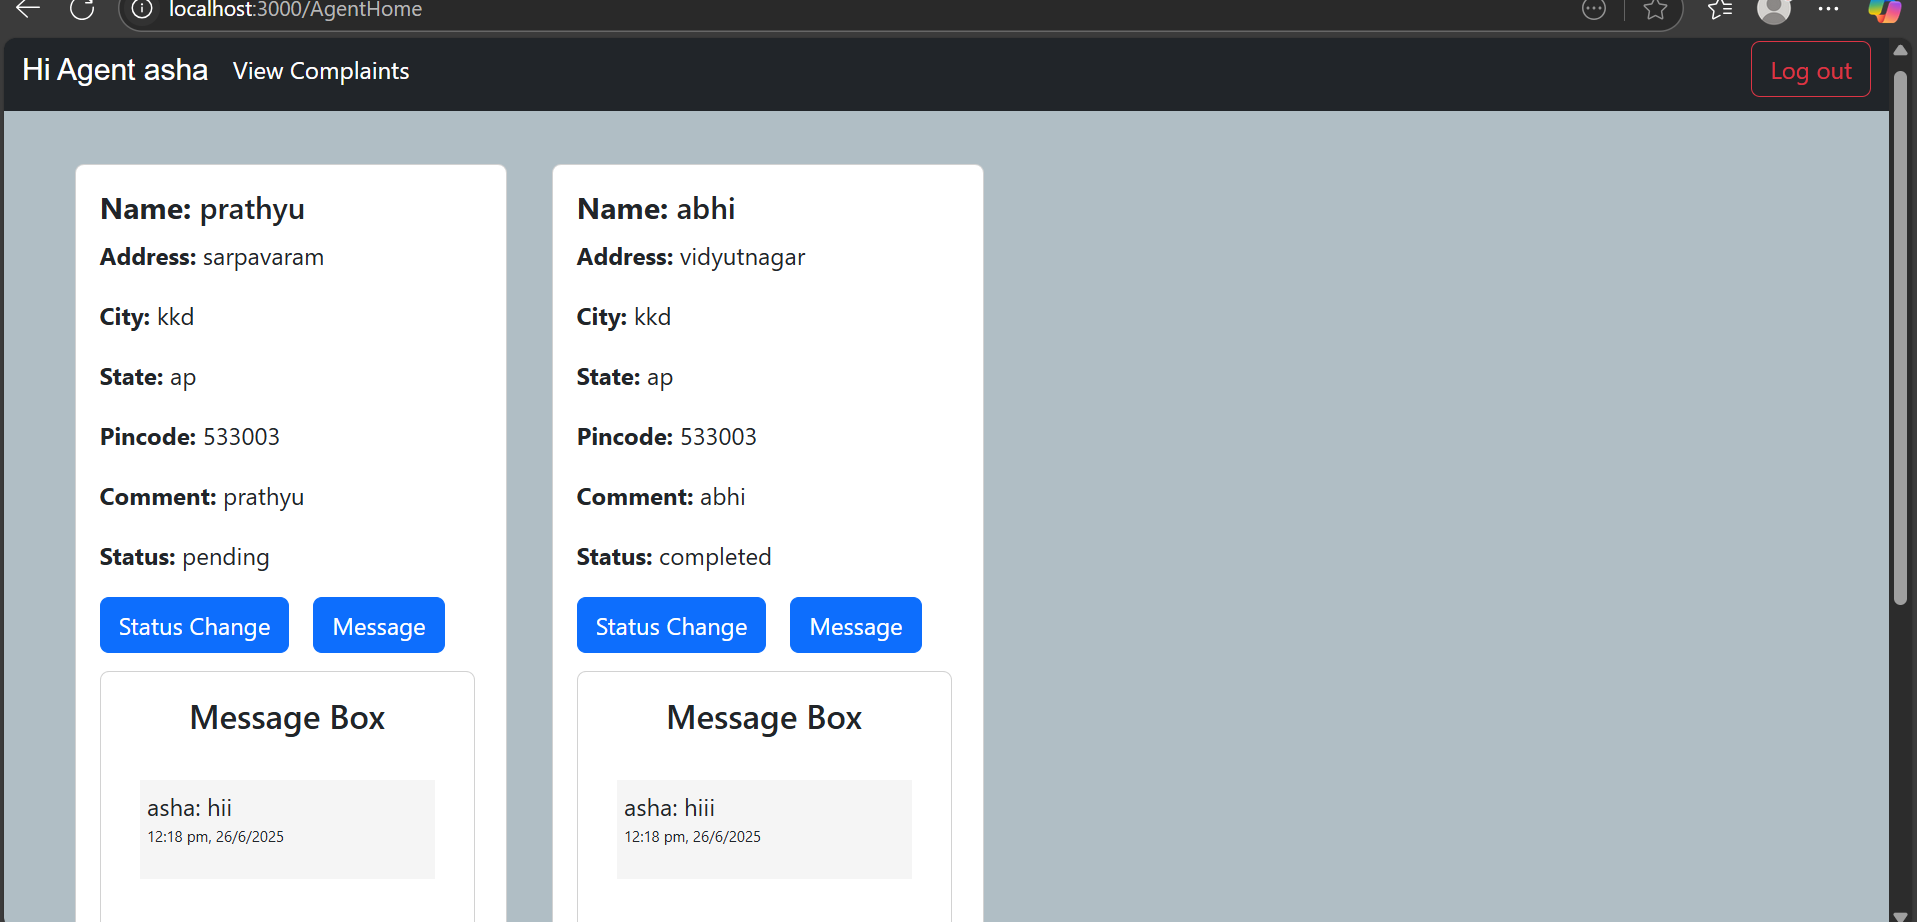 localhost:3000/AgentHome
Hi Agent asha View Complaints Log out
Name: prathyu
Address: sarpavaram
City: kkd
State: ap
Pincode: 533003
Comment: prathyu
Status: pending
Status Change Message
Message Box
asha: hii
12:18 pm, 26/6/2025
Name: abhi
Address: vidyutnagar
City: kkd
State: ap
Pincode: 533003
Comment: abhi
Status: completed
Status Change Message
Message Box
asha: hiii
12:18 pm, 26/6/2025